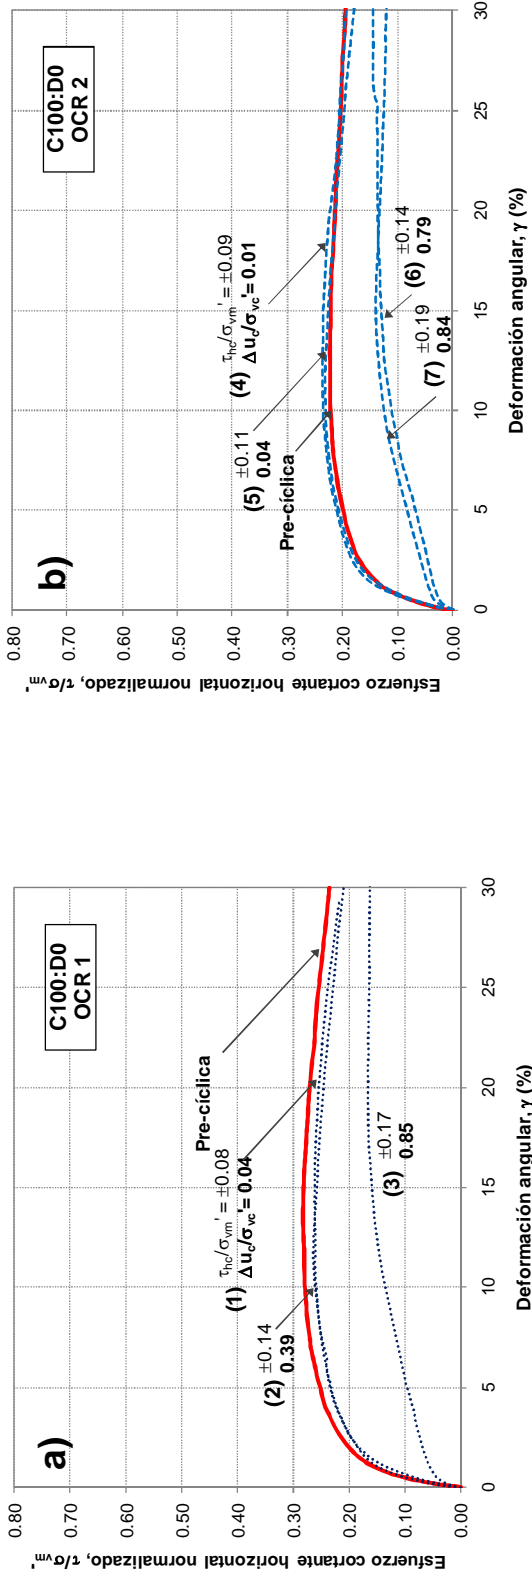 a)
C100:D0
OCR 1
Esfuerzo cortante horizontal normalizado, τ/σvm'
0.80
0.70
0.60
0.50
0.40
0.30
0.20
0.10
0.00
Pre-cíclica
(1) τhc/σvm' = ±0.08
Δuc/σvc'= 0.04
(2) ±0.14
0.39
(3) ±0.17
0.85
0 5 10 15 20 25 30
Deformación angular, γ (%)
b)
C100:D0
OCR 2
Esfuerzo cortante horizontal normalizado, τ/σvm'
0.80
0.70
0.60
0.50
0.40
0.30
0.20
0.10
0.00
(4) τhc/σvm' = ±0.09
Δuc/σvc'= 0.01
(5) ±0.11
0.04
Pre-cíclica
(6) ±0.14
0.79
(7) ±0.19
0.84
0 5 10 15 20 25 30
Deformación angular, γ (%)